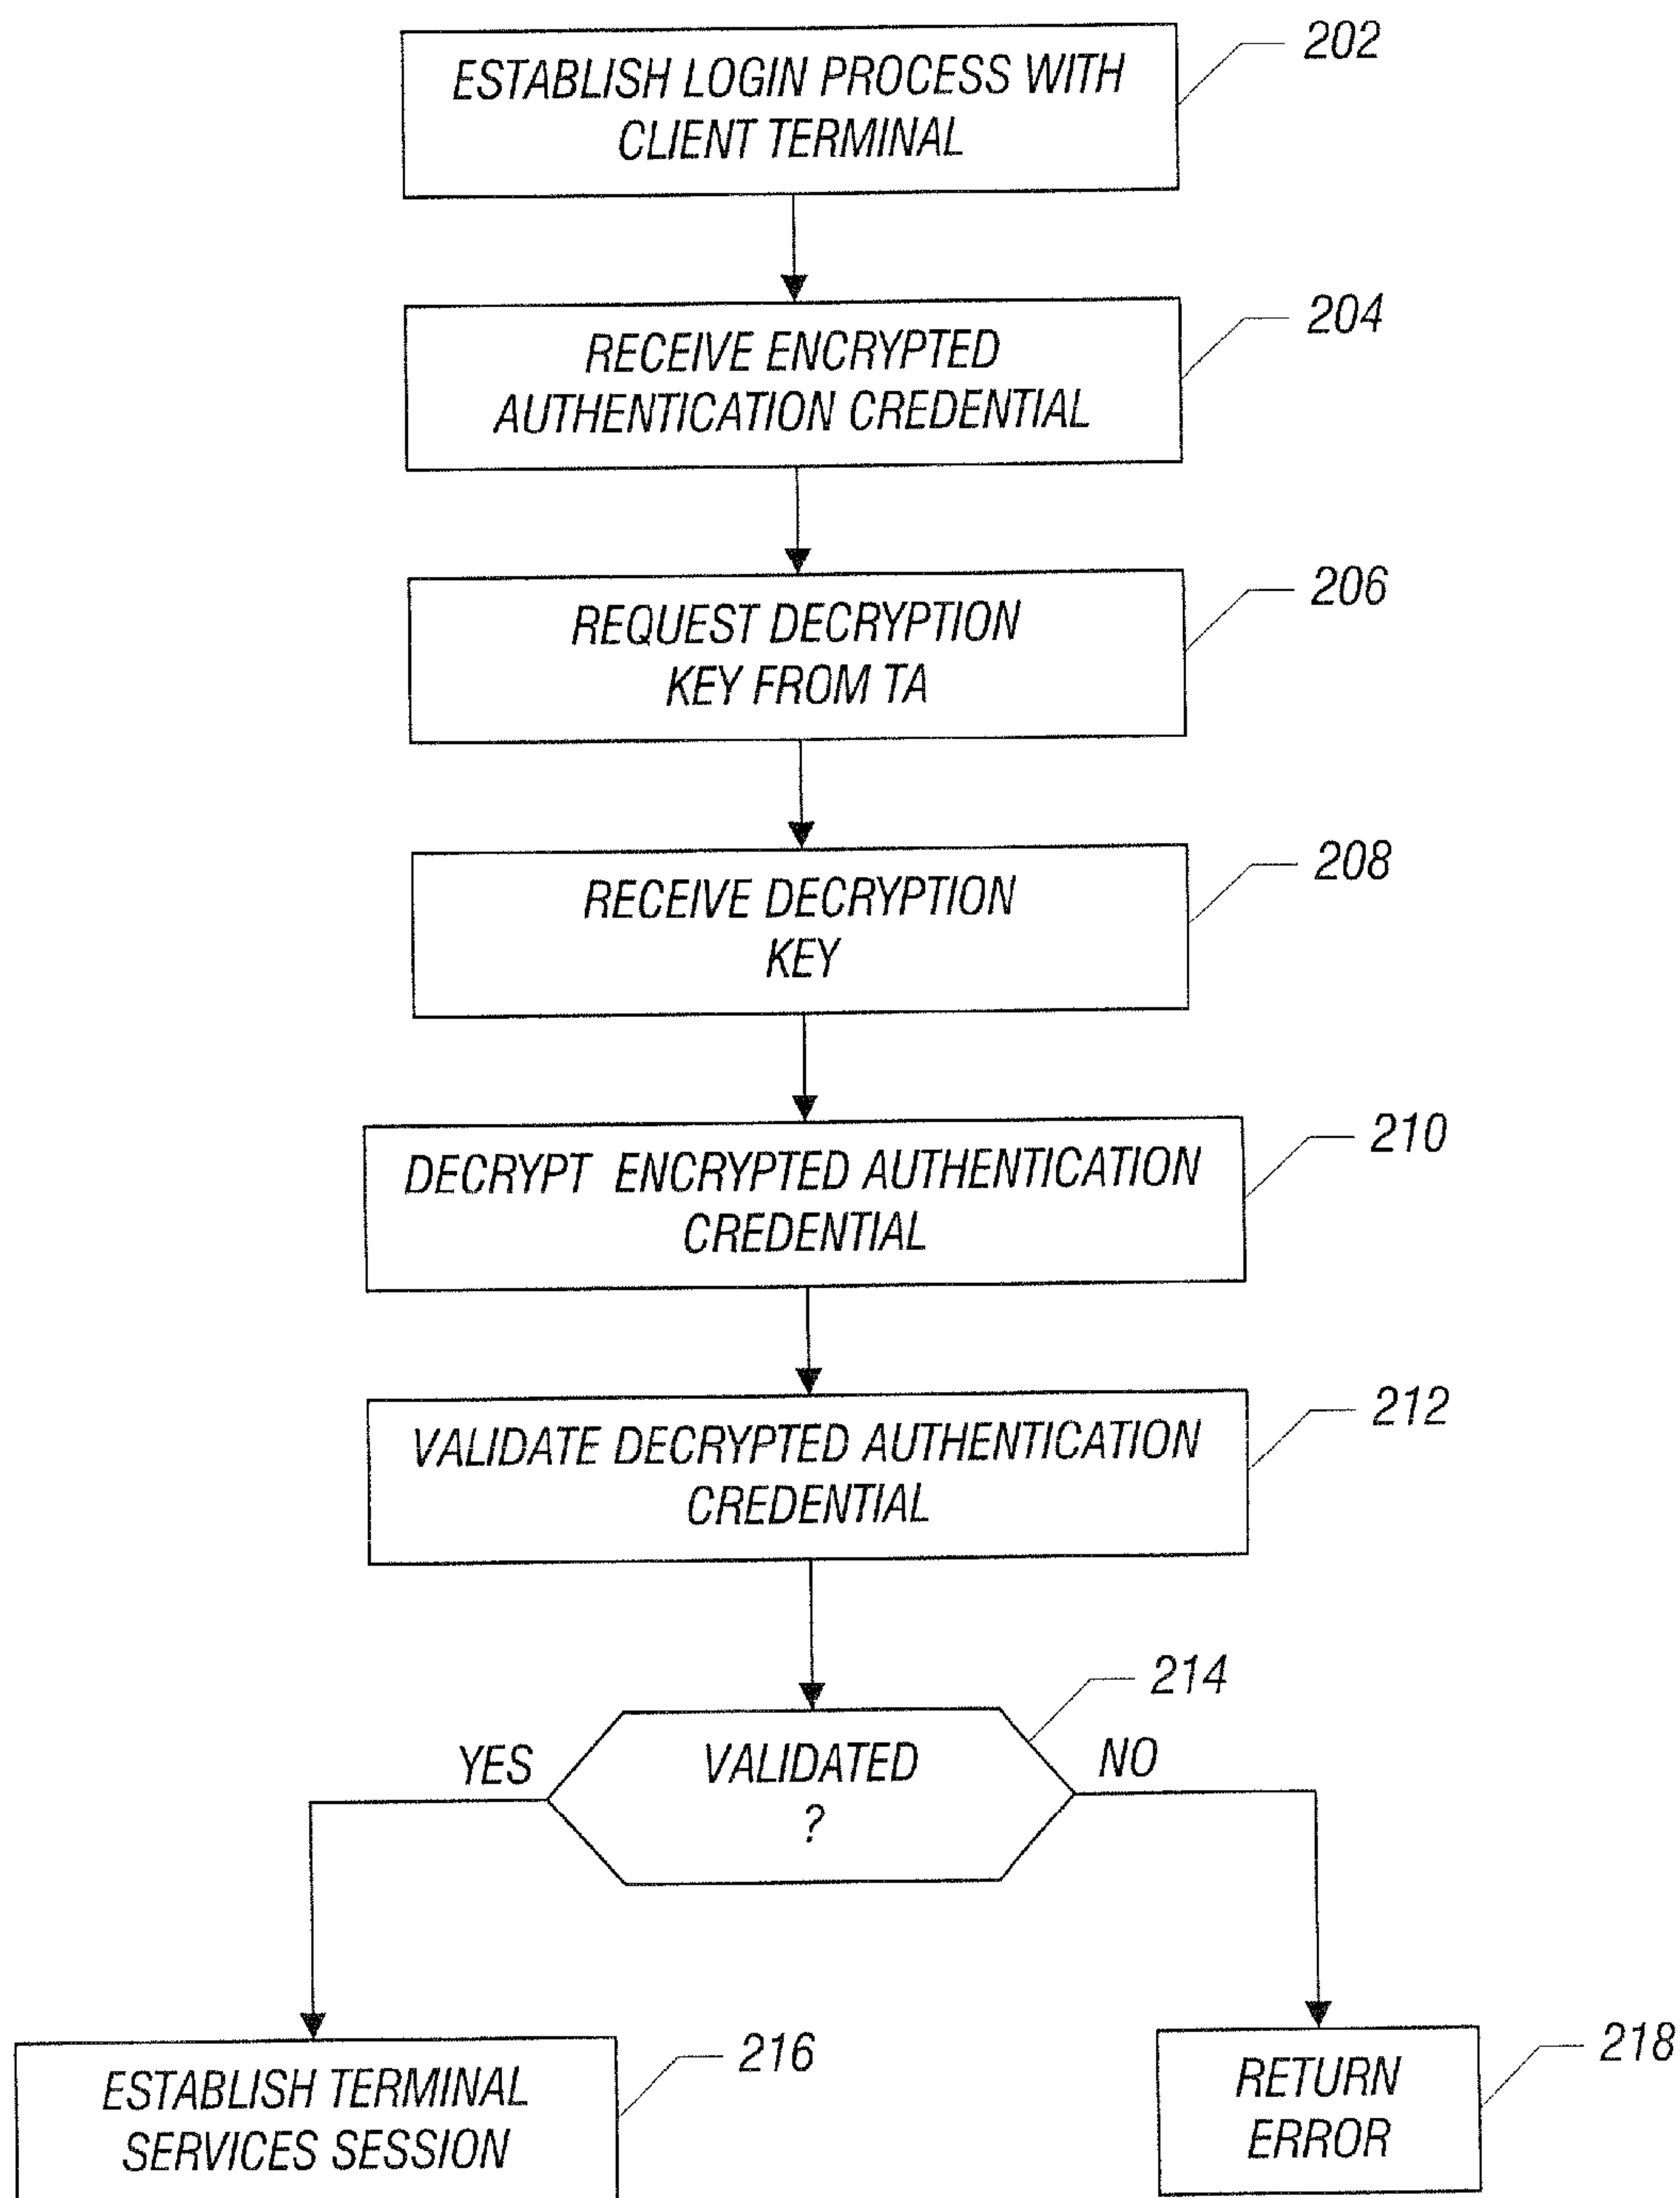 ESTABLISH LOGIN PROCESS WITH
CLIENT TERMINAL
202
RECEIVE ENCRYPTED
AUTHENTICATION CREDENTIAL
204
REQUEST DECRYPTION
KEY FROM TA
206
RECEIVE DECRYPTION
KEY
208
DECRYPT ENCRYPTED AUTHENTICATION
CREDENTIAL
210
VALIDATE DECRYPTED AUTHENTICATION
CREDENTIAL
212
214
YES
VALIDATED
?
NO
ESTABLISH TERMINAL
SERVICES SESSION
216
RETURN
ERROR
218